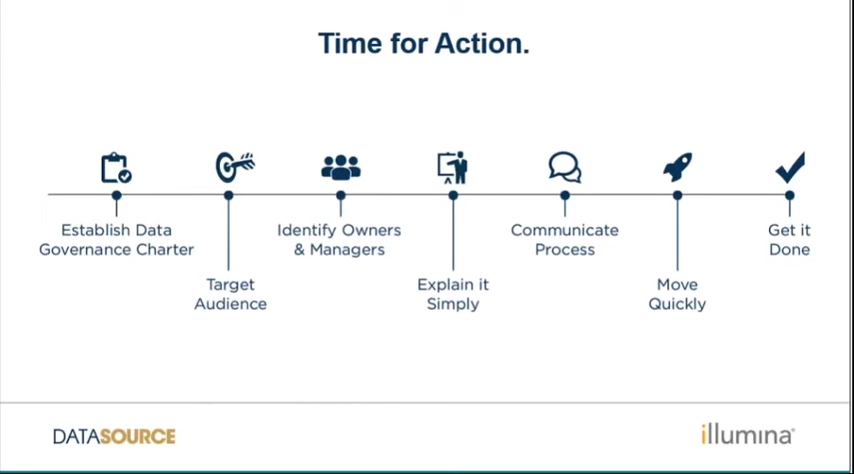 Time for Action.
Establish Data
Governance Charter
Target
Audience
Identify Owners
& Managers
Explain it
Simply
Communicate
Process
Move
Quickly
Get it
Done
DATASOURCE
illumina®